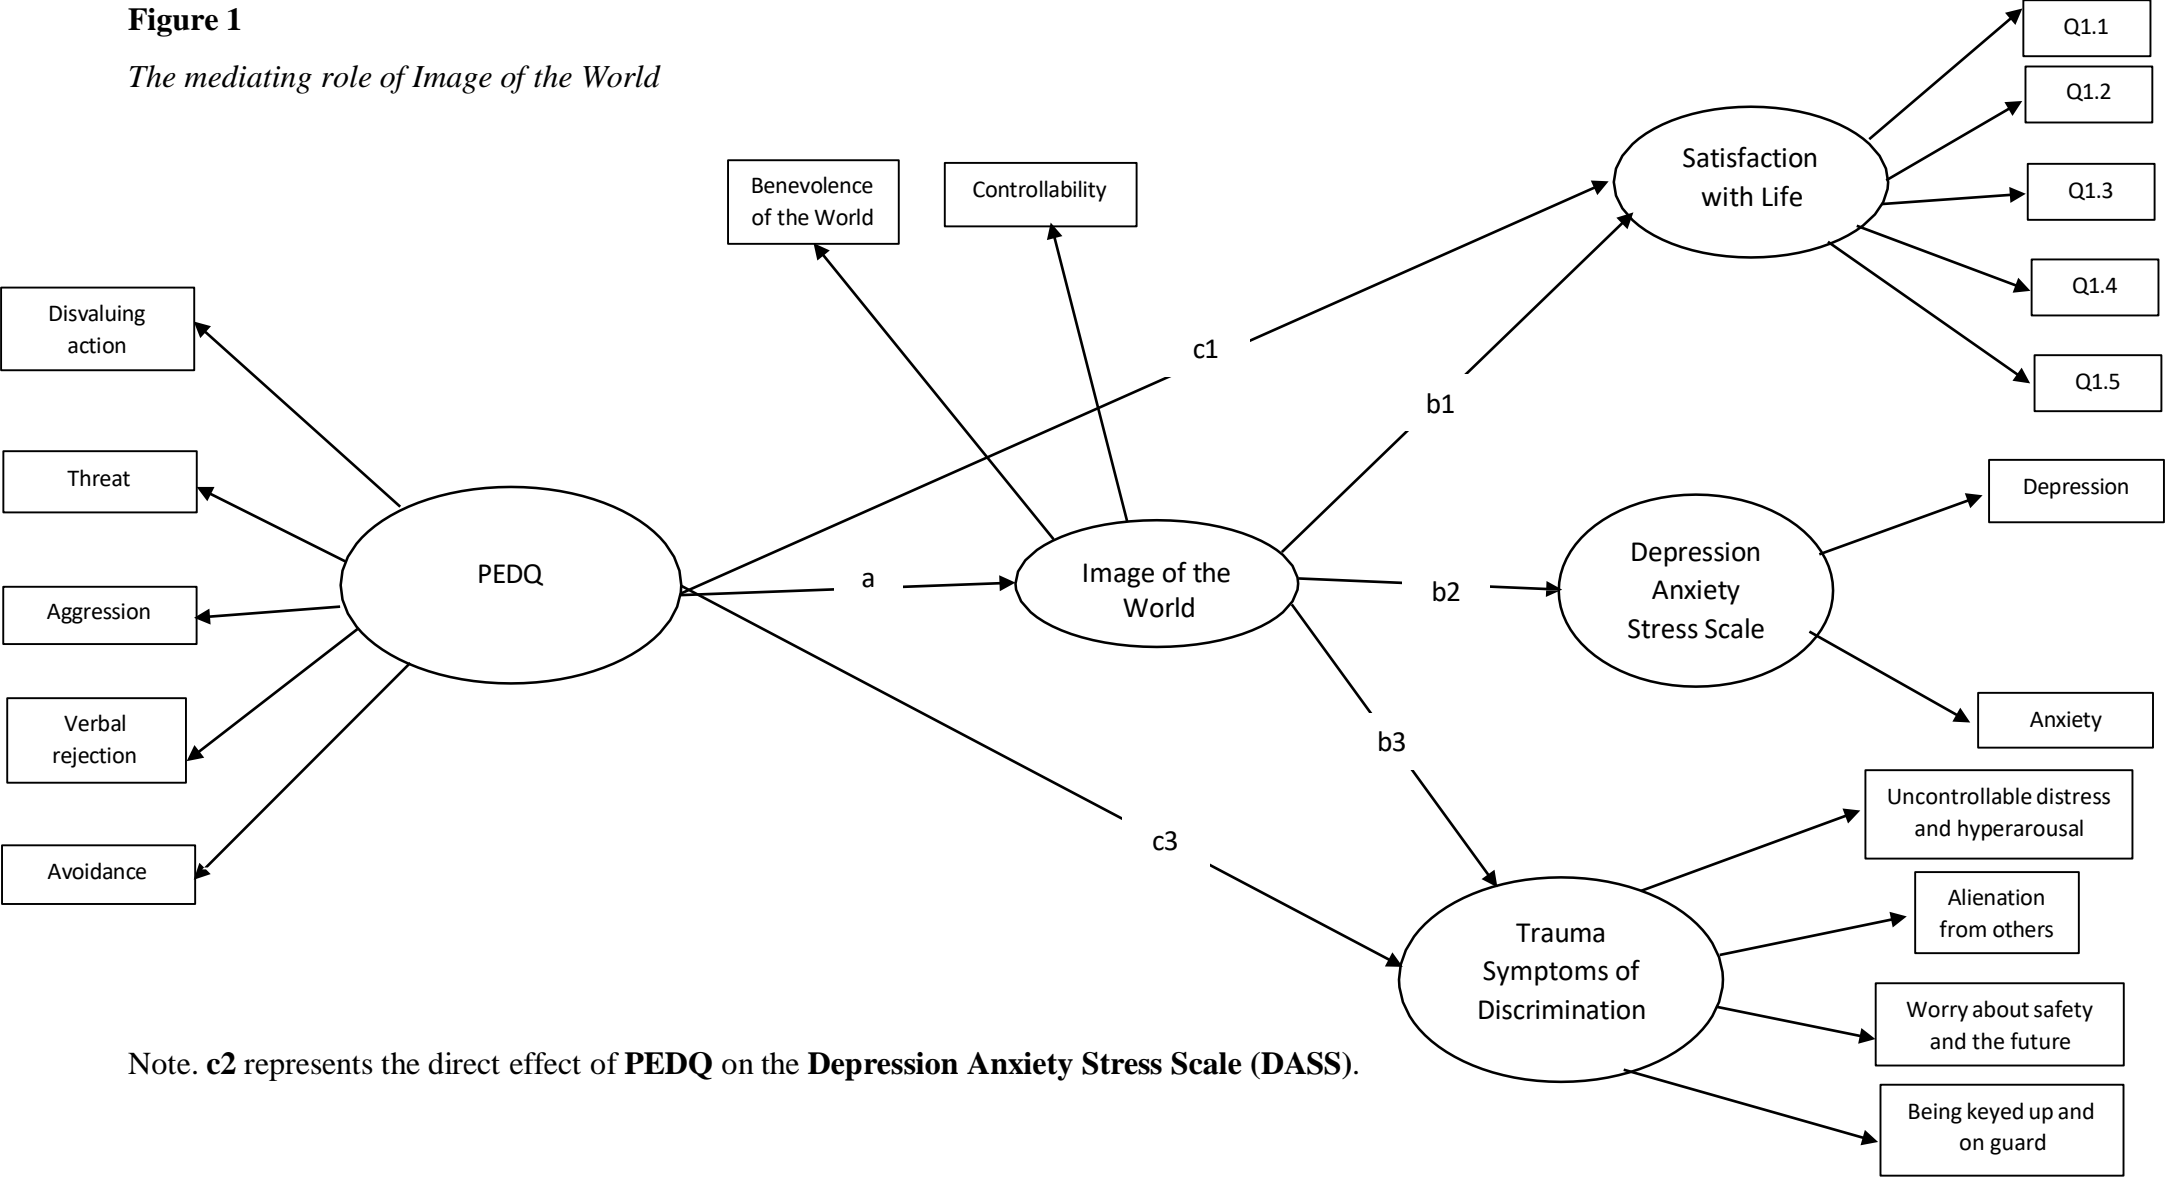 Figure 1
The mediating role of Image of the World
Q1.1
Q1.2
Q1.3
Q1.4
Q1.5
Satisfaction
with Life
Benevolence
of the World
Controllability
Disvaluing
action
Threat
Aggression
Verbal
rejection
Avoidance
PEDQ
c1
a
c3
Image of the
World
b1
b2
b3
Depression
Anxiety
Stress Scale
Depression
Anxiety
Trauma
Symptoms of
Discrimination
Uncontrollable distress
and hyperarousal
Alienation
from others
Worry about safety
and the future
Being keyed up and
on guard
Note. c2 represents the direct effect of PEDQ on the Depression Anxiety Stress Scale (DASS).